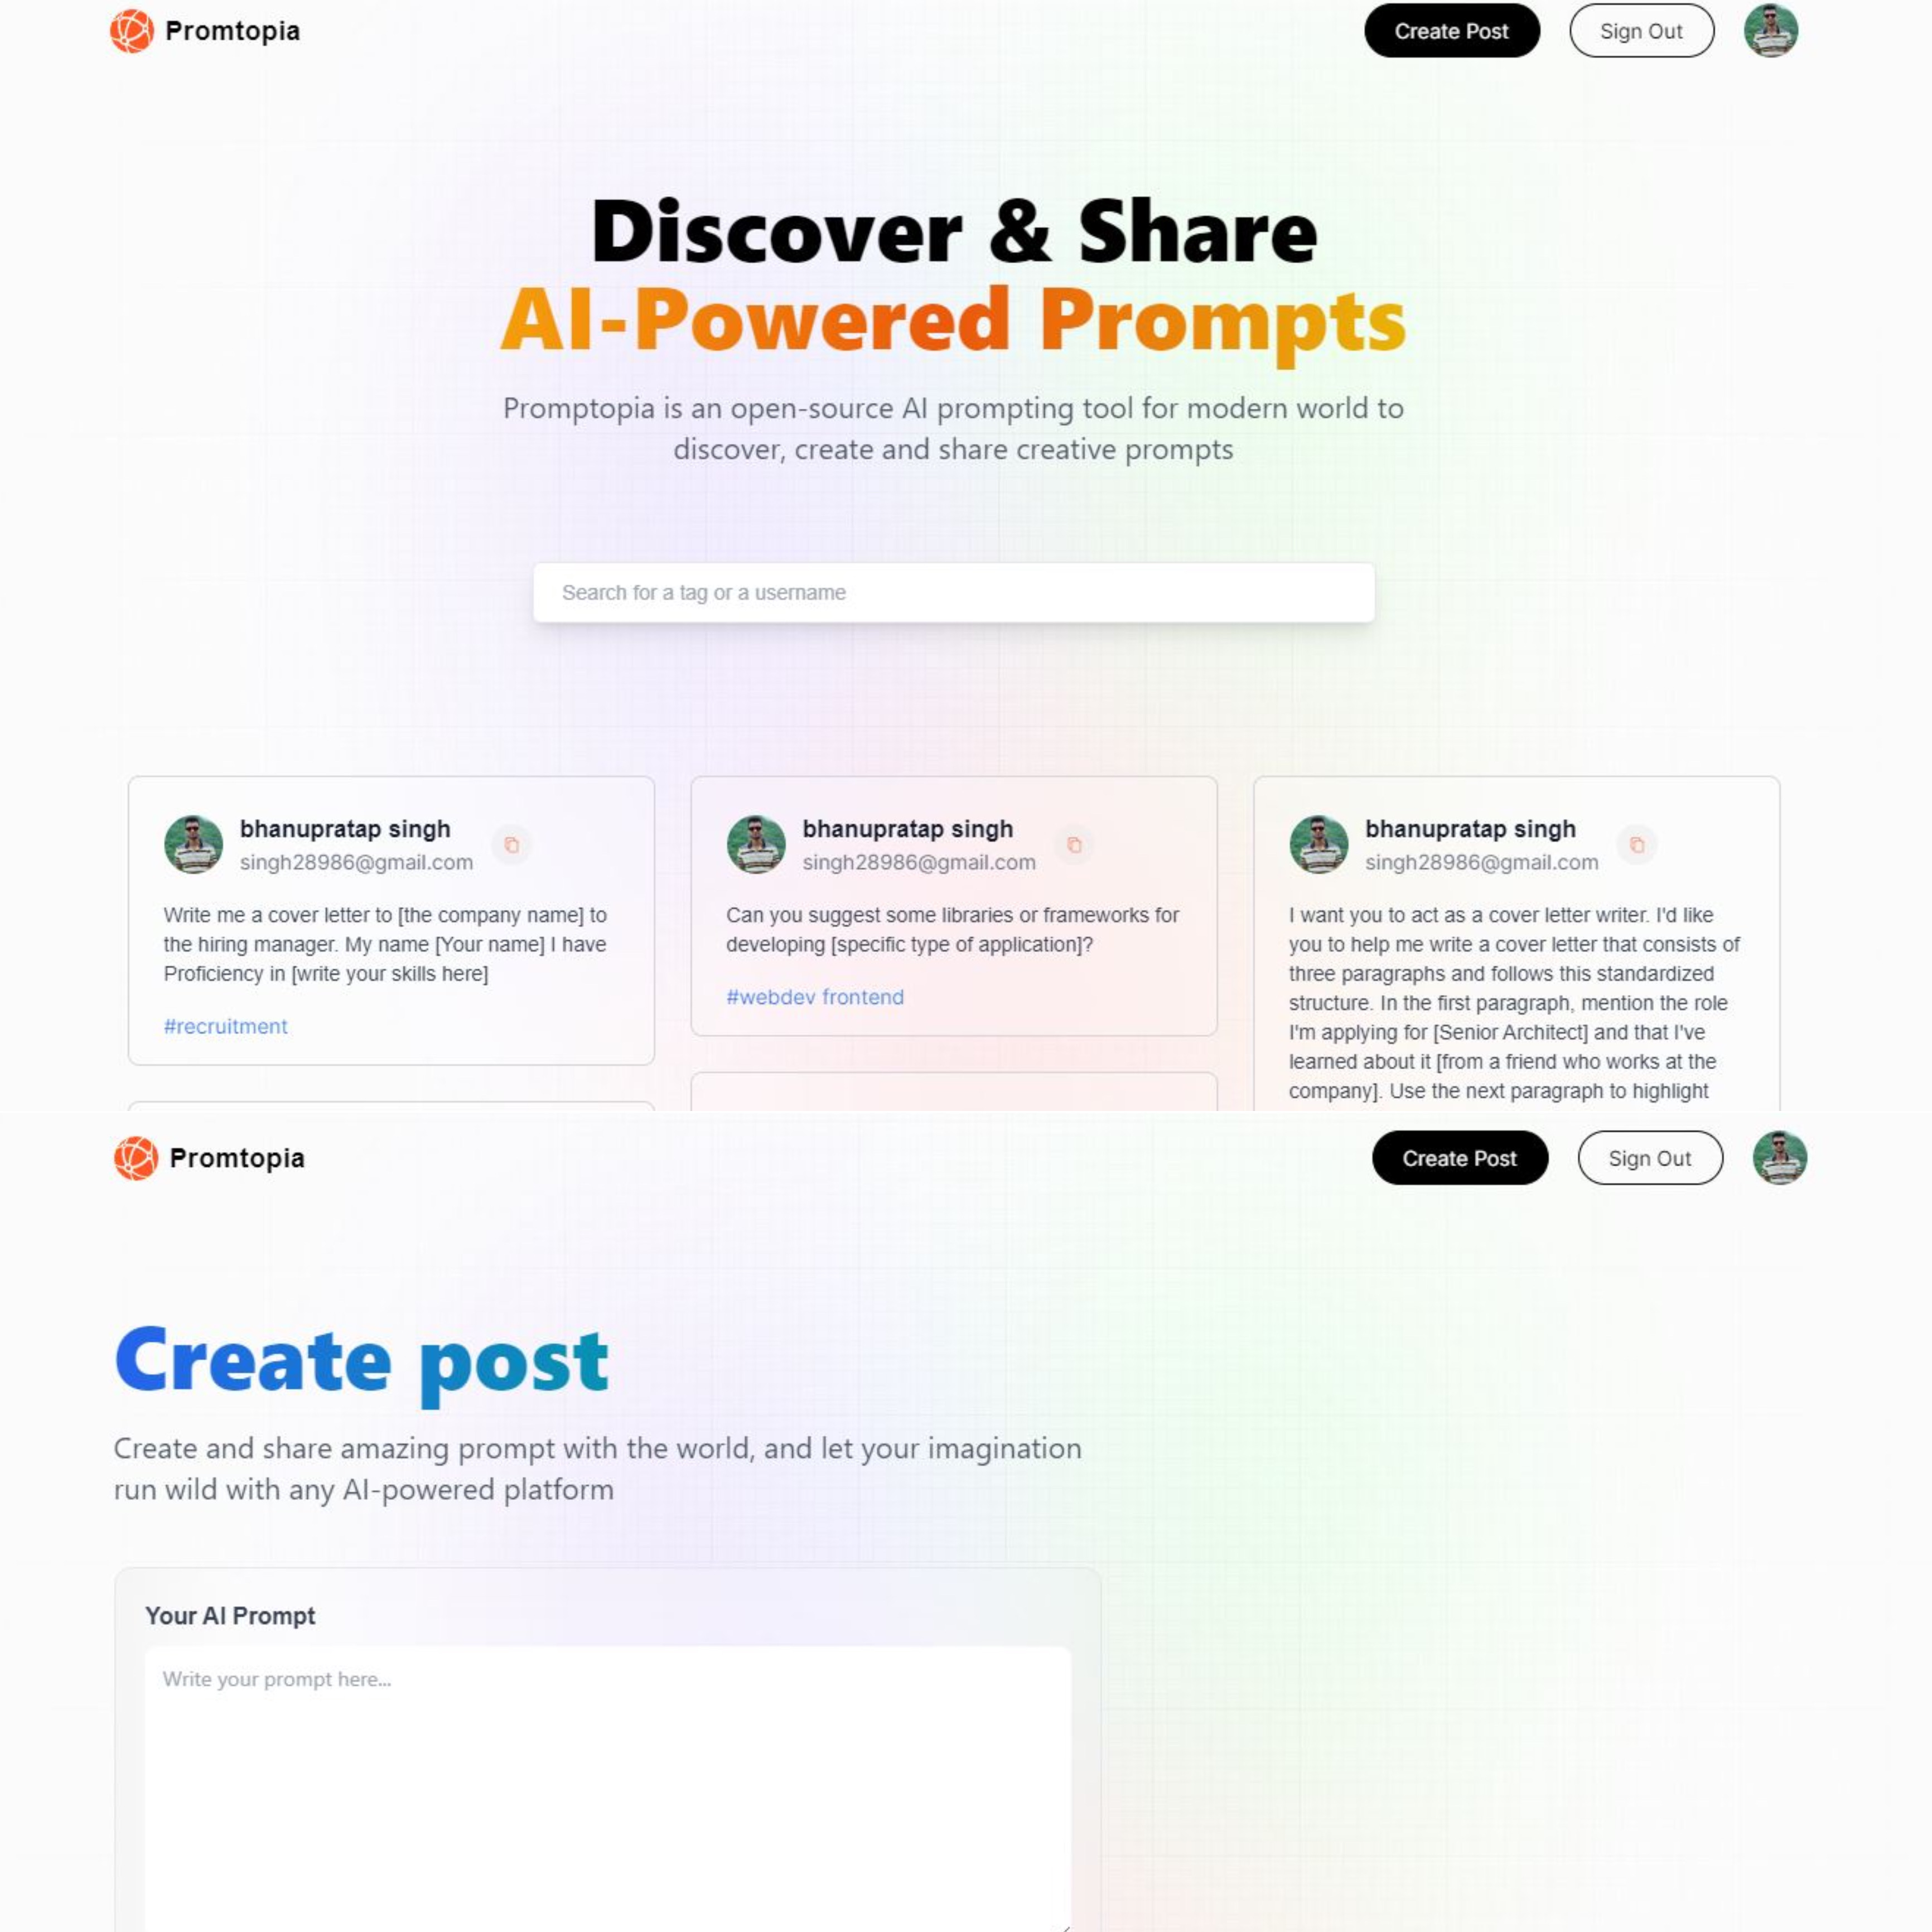 Promtopia
Create Post
Sign Out
Discover & Share
AI-Powered Prompts
Promptopia is an open-source AI prompting tool for modern world to
discover, create and share creative prompts
Search for a tag or a username
bhanupratap singh
singh28986@gmail.com
Write me a cover letter to [the company name] to
the hiring manager. My name [Your name] I have
Proficiency in [write your skills here]
#recruitment
bhanupratap singh
singh28986@gmail.com
Can you suggest some libraries or frameworks for
developing [specific type of application]?
#webdev frontend
bhanupratap singh
singh28986@gmail.com
I want you to act as a cover letter writer. I'd like
you to help me write a cover letter that consists of
three paragraphs and follows this standardized
structure. In the first paragraph, mention the role
I'm applying for [Senior Architect] and that I've
learned about it [from a friend who works at the
company]. Use the next paragraph to highlight
Promtopia
Create Post
Sign Out
Create post
Create and share amazing prompt with the world, and let your imagination
run wild with any AI-powered platform
Your AI Prompt
Write your prompt here...